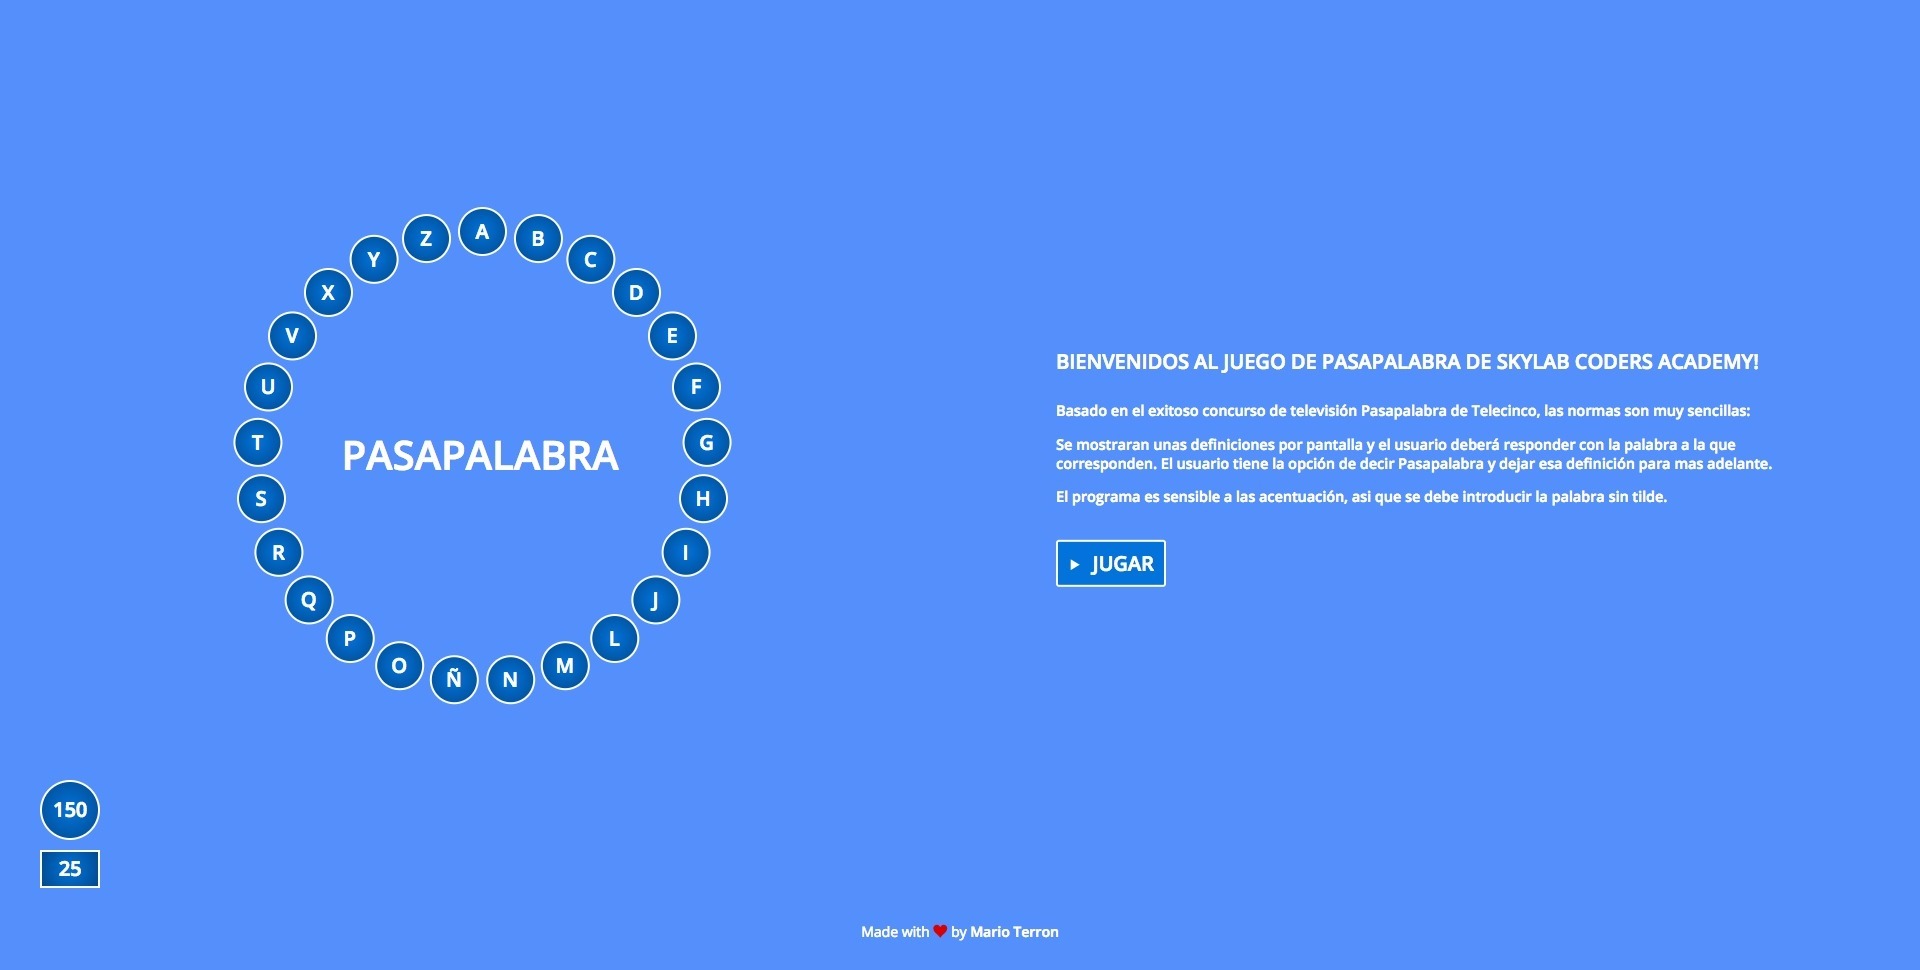 A
B
C
D
E
F
G
H
I
J
L
M
N
Ñ
O
P
Q
R
S
T
U
V
X
Y
Z
PASAPALABRA
BIENVENIDOS AL JUEGO DE PASAPALABRA DE SKYLAB CODERS ACADEMY!
Basado en el exitoso concurso de televisión Pasapalabra de Telecinco, las normas son muy sencillas:
Se mostraran unas definiciones por pantalla y el usuario deberá responder con la palabra a la que
corresponden. El usuario tiene la opción de decir Pasapalabra y dejar esa definición para mas adelante.
El programa es sensible a las acentuación, asi que se debe introducir la palabra sin tilde.
JUGAR
150
25
Made with ❤ by Mario Terron